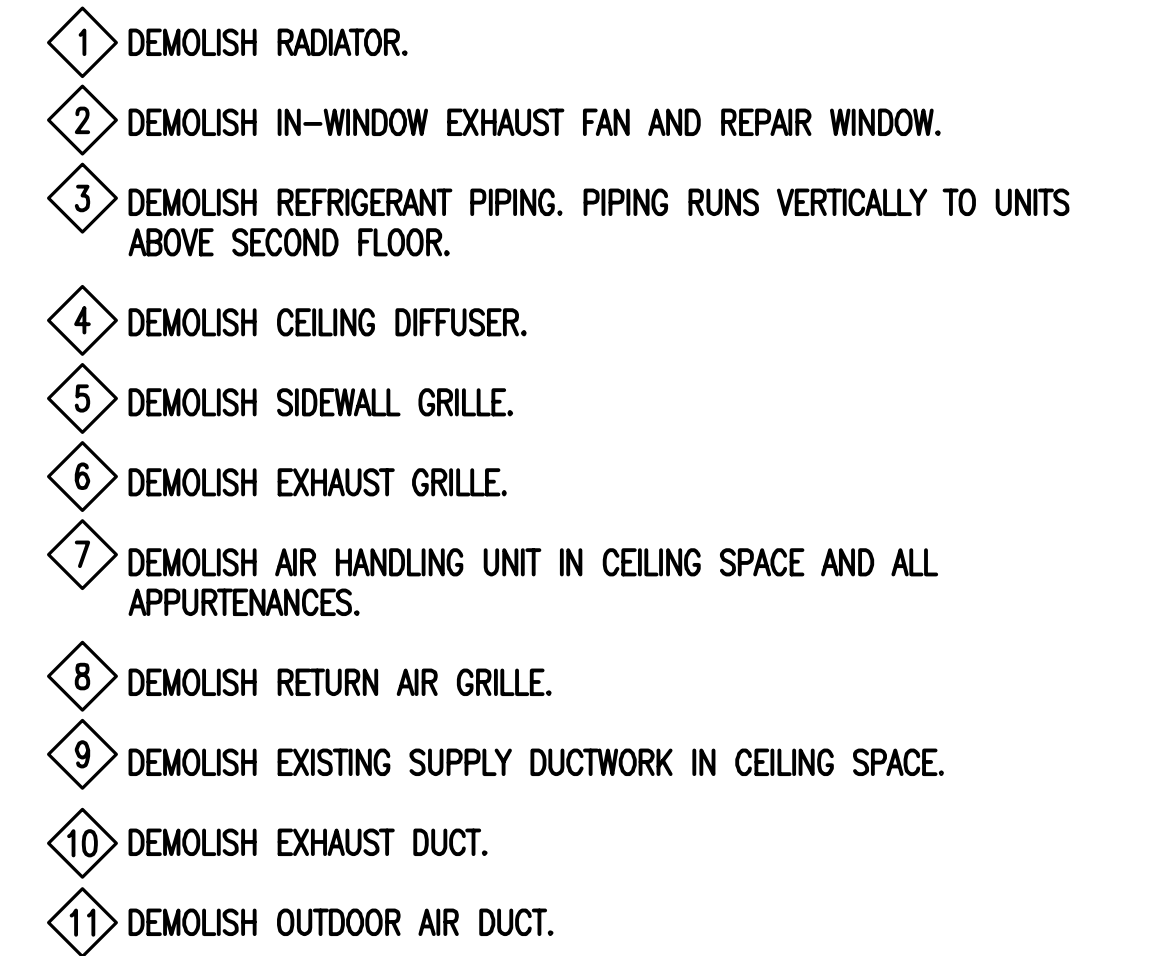 1 DEMOLISH RADIATOR.
2 DEMOLISH IN-WINDOW EXHAUST FAN AND REPAIR WINDOW.
3 DEMOLISH REFRIGERANT PIPING. PIPING RUNS VERTICALLY TO UNITS
ABOVE SECOND FLOOR.
4 DEMOLISH CEILING DIFFUSER.
5 DEMOLISH SIDEWALL GRILLE.
6 DEMOLISH EXHAUST GRILLE.
7 DEMOLISH AIR HANDLING UNIT IN CEILING SPACE AND ALL
APPURTENANCES.
8 DEMOLISH RETURN AIR GRILLE.
9 DEMOLISH EXISTING SUPPLY DUCTWORK IN CEILING SPACE.
10 DEMOLISH EXHAUST DUCT.
11 DEMOLISH OUTDOOR AIR DUCT.